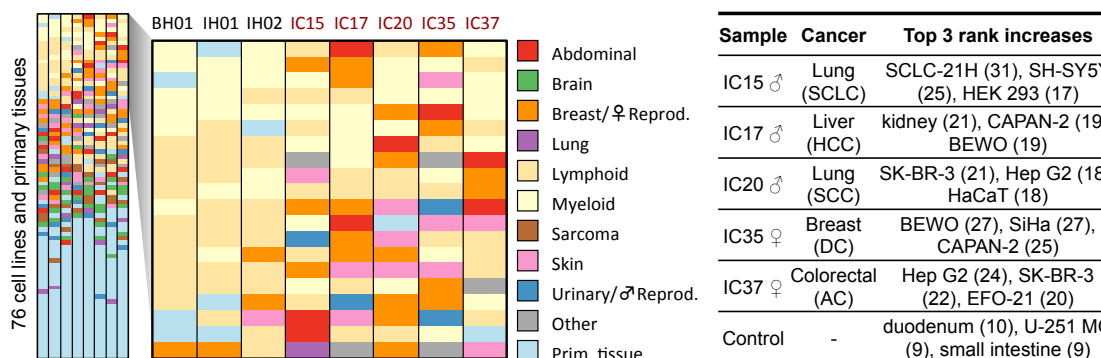 76 cell lines and primary tissues
BH01 IH01 IH02 IC15 IC17 IC20 IC35 IC37
Abdominal
Brain
Breast/♀ Reprod.
Lung
Lymphoid
Myeloid
Sarcoma
Skin
Urinary/♂ Reprod.
Other
Prim. tissue
Sample Cancer Top 3 rank increases
IC15 ♂ Lung (SCLC) SCLC-21H (31), SH-SY5Y
(25), HEK 293 (17)
IC17 ♂ Liver (HCC) kidney (21), CAPAN-2 (19
BEWO (19)
IC20 ♂ Lung (SCC) SK-BR-3 (21), Hep G2 (18
HaCaT (18)
IC35 ♀ Breast (DC) BEWO (27), SiHa (27),
CAPAN-2 (25)
IC37 ♀ Colorectal (AC) Hep G2 (24), SK-BR-3
(22), EFO-21 (20)
Control - duodenum (10), U-251 MG
(9), small intestine (9)